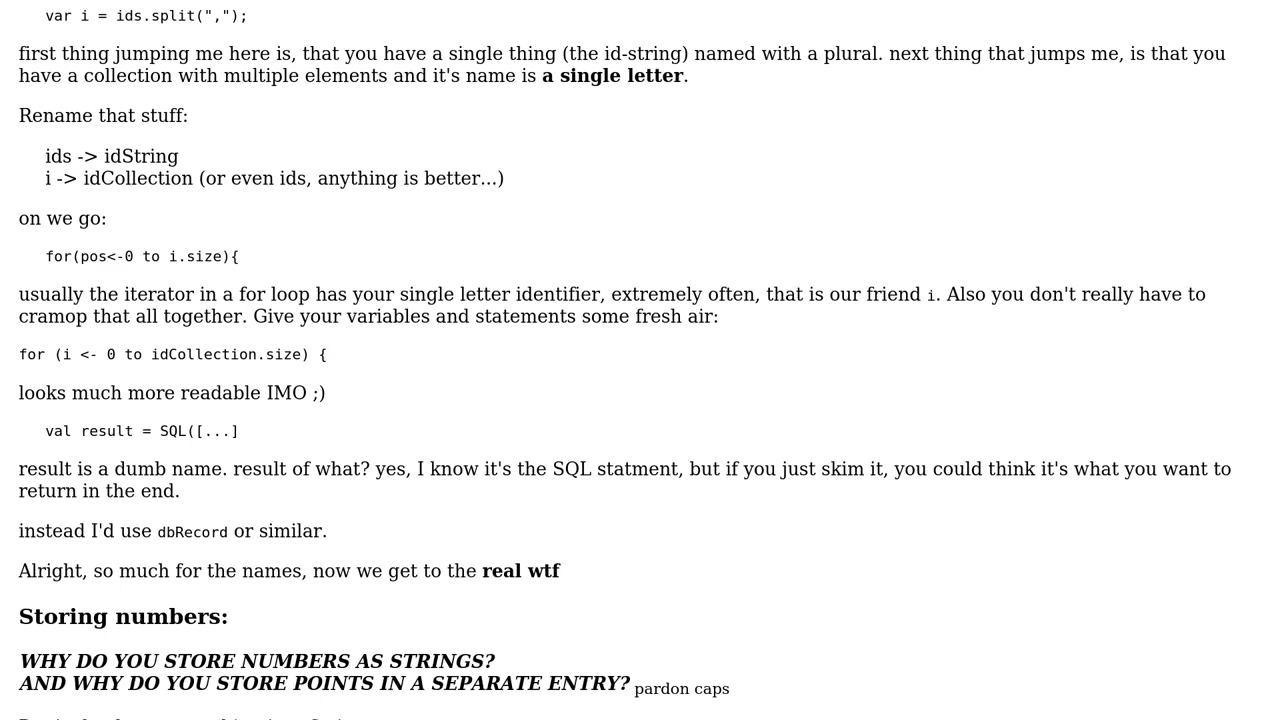 var i = ids.split(",");
first thing jumping me here is, that you have a single thing (the id-string) named with a plural. next thing that jumps me, is that you
have a collection with multiple elements and it's name is a single letter.
Rename that stuff:
ids -> idString
i -> idCollection (or even ids, anything is better...)
on we go:
for(pos<-0 to i.size){
usually the iterator in a for loop has your single letter identifier, extremely often, that is our friend i. Also you don't really have to
cramop that all together. Give your variables and statements some fresh air:
for (i <- 0 to idCollection.size) {
looks much more readable IMO ;)
val result = SQL([...]
result is a dumb name. result of what? yes, I know it's the SQL statment, but if you just skim it, you could think it's what you want to
return in the end.
instead I'd use dbRecord or similar.
Alright, so much for the names, now we get to the real wtf
Storing numbers:
WHY DO YOU STORE NUMBERS AS STRINGS?
AND WHY DO YOU STORE POINTS IN A SEPARATE ENTRY? pardon caps